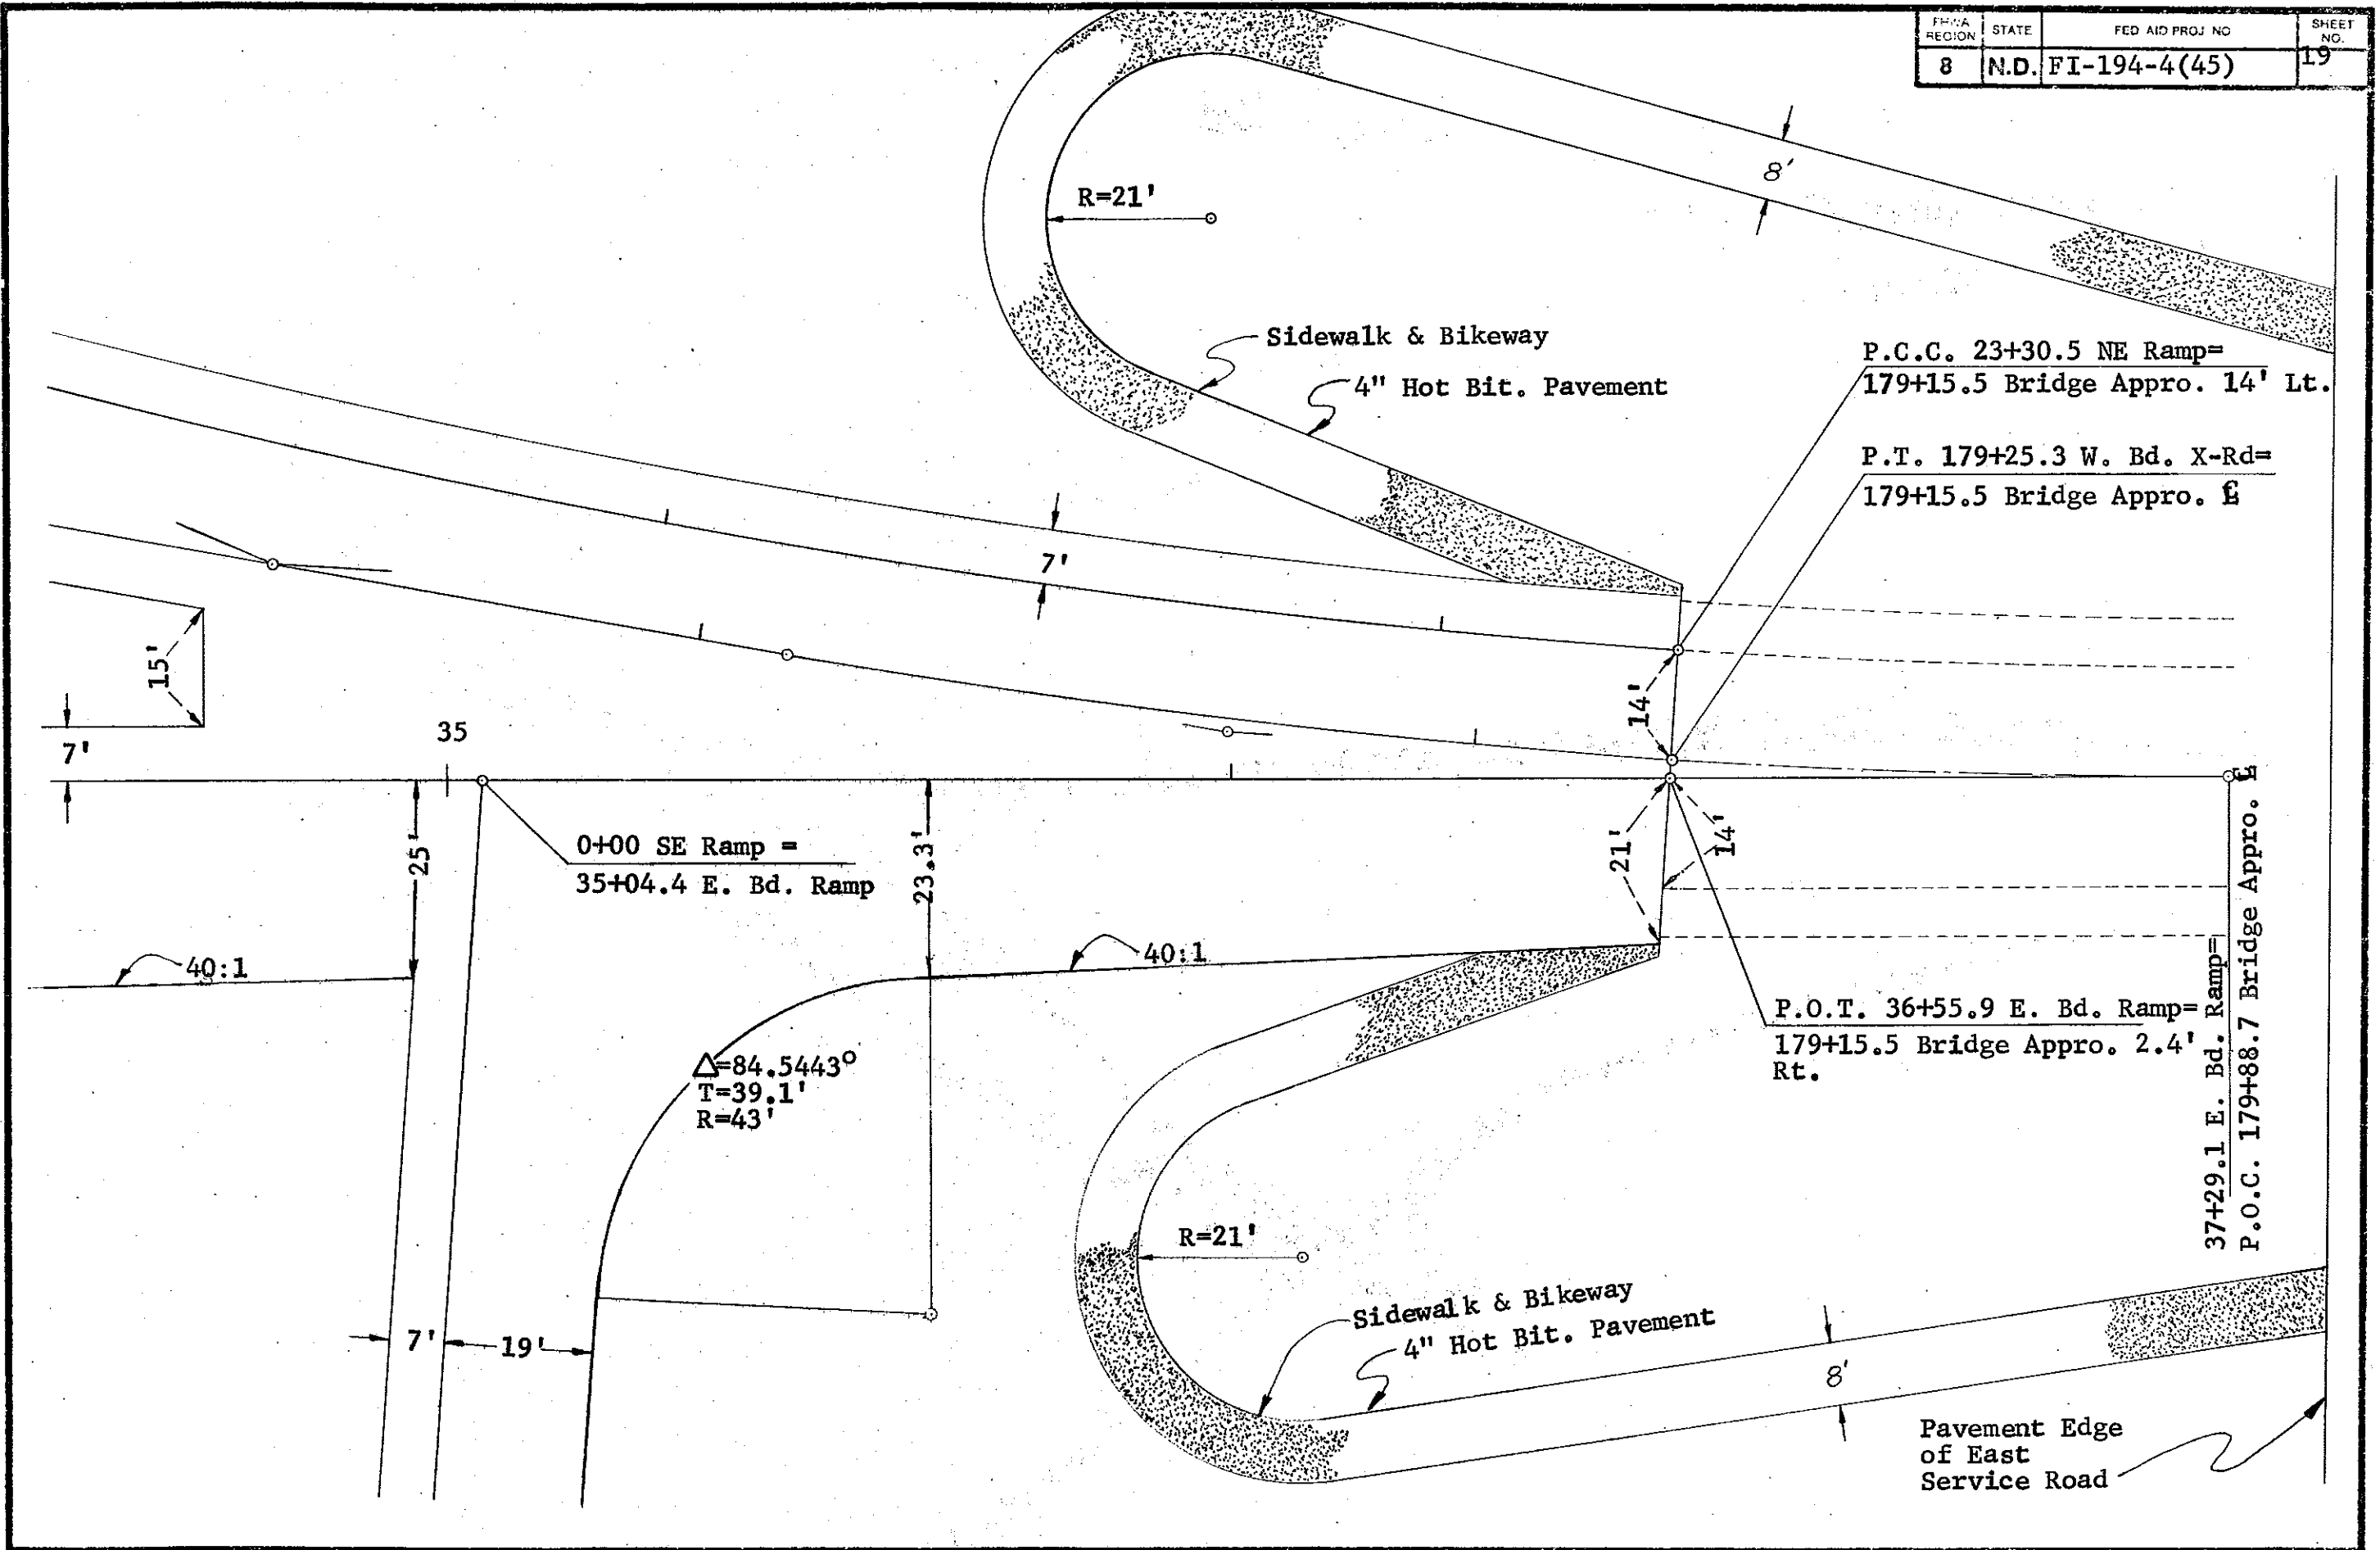 FHWA REGION
STATE
FED AID PROJ NO
SHEET NO.
8
N.D.
FI-194-4(45)
19
8'
R=21'
Sidewalk & Bikeway
4" Hot Bit. Pavement
P.C.C. 23+30.5 NE Ramp=
179+15.5 Bridge Appro. 14' Lt.
P.T. 179+25.3 W. Bd. X-Rd=
179+15.5 Bridge Appro. ℄
7'
15'
7'
35
14'
25'
0+00 SE Ramp =
35+04.4 E. Bd. Ramp
23.3'
21'
14'
40:1
40:1
P.O.T. 36+55.9 E. Bd. Ramp=
179+15.5 Bridge Appro. 2.4'
Rt.
37+29.1 E. Bd. Ramp=
P.O.C. 179+88.7 Bridge Appro. ℄
Δ=84.5443°
T=39.1'
R=43'
R=21'
Sidewalk & Bikeway
4" Hot Bit. Pavement
7'
19'
8'
Pavement Edge
of East
Service Road